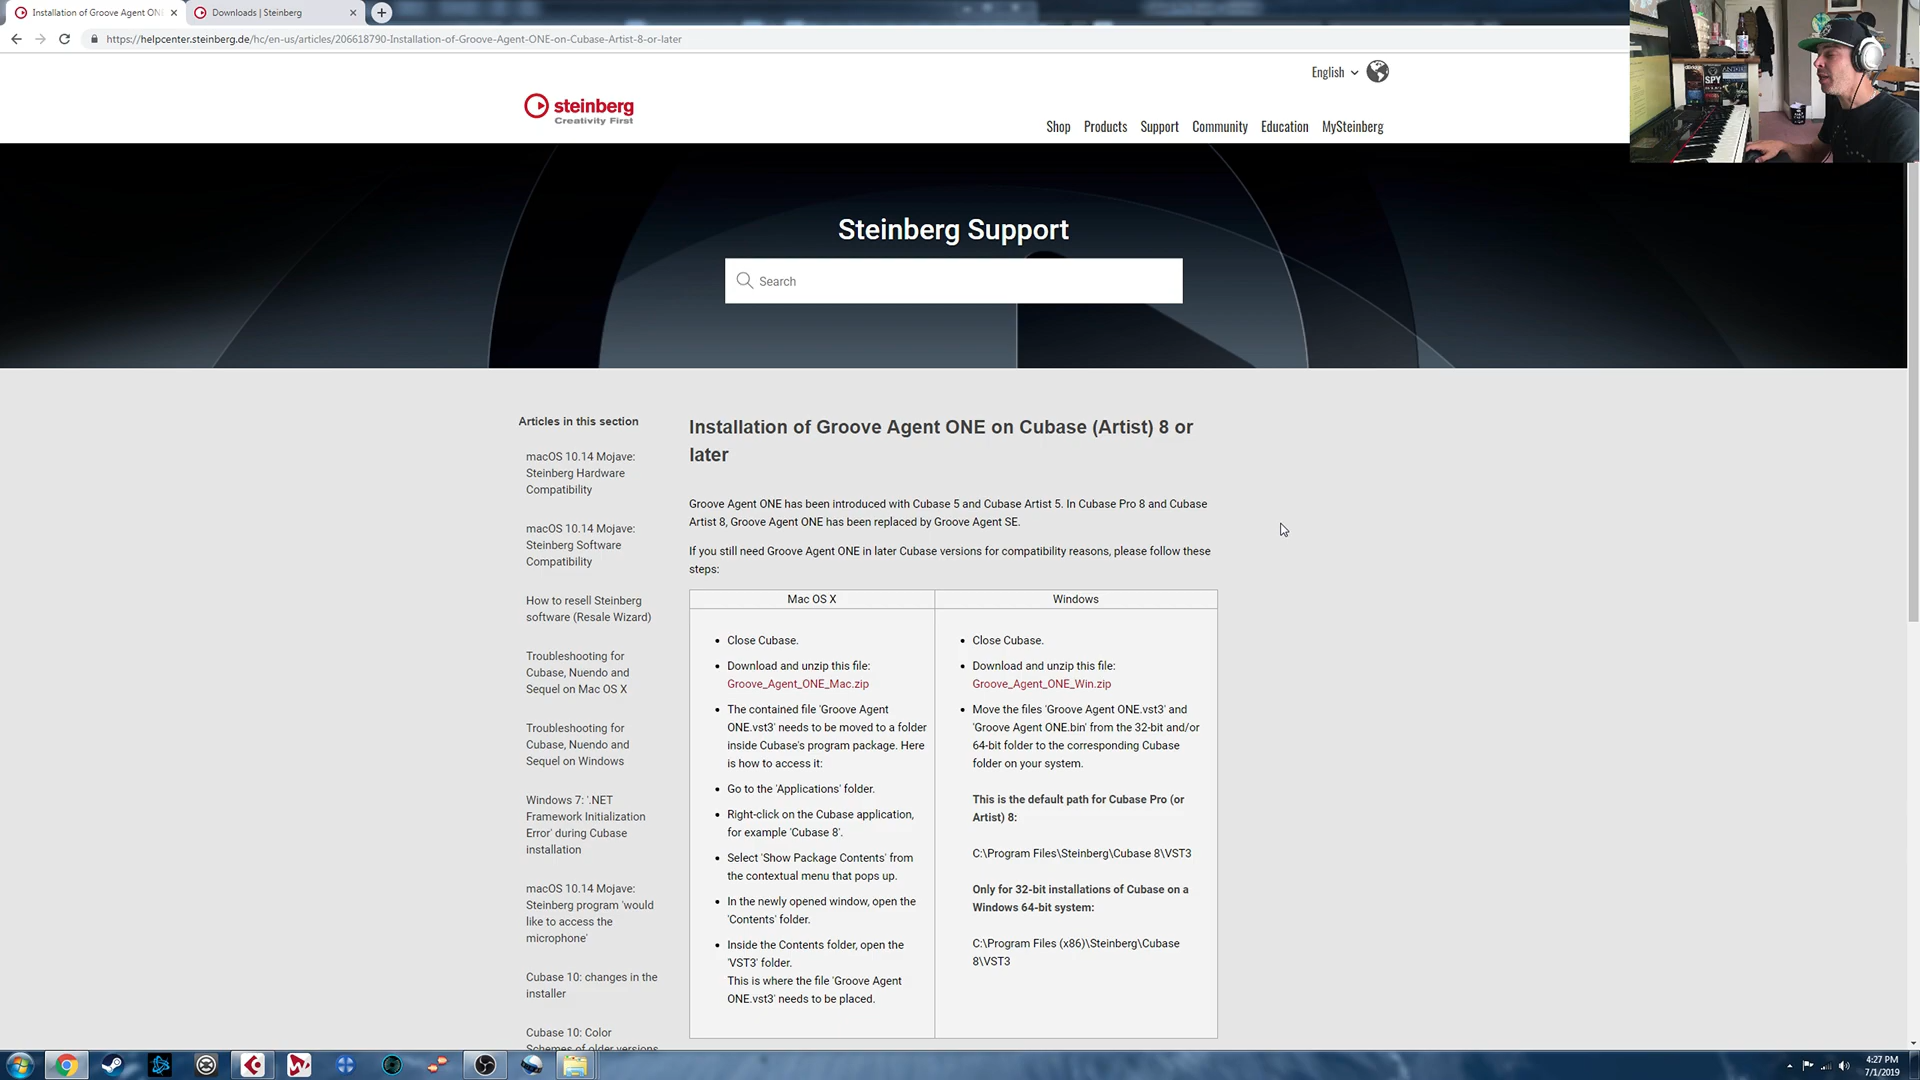 Installation of Groove Agent ON
Downloads | Steinberg
https://helpcenter.steinberg.de/hc/en-us/articles/206618790-Installation-of-Groove-Agent-ONE-on-Cubase-Artist-8-or-later
English
steinberg
Creativity First
Shop Products Support Community Education MySteinberg
SPY
Steinberg Support
Search
Articles in this section
macOS 10.14 Mojave:
Steinberg Hardware
Compatibility
macOS 10.14 Mojave:
Steinberg Software
Compatibility
How to resell Steinberg
software (Resale Wizard)
Troubleshooting for
Cubase, Nuendo and
Sequel on Mac OS X
Troubleshooting for
Cubase, Nuendo and
Sequel on Windows
Windows 7: '.NET
Framework Initialization
Error' during Cubase
installation
macOS 10.14 Mojave:
Steinberg program 'would
like to access the
microphone'
Cubase 10: changes in the
installer
Cubase 10: Color
Schemes of older versions
Installation of Groove Agent ONE on Cubase (Artist) 8 or
later
Groove Agent ONE has been introduced with Cubase 5 and Cubase Artist 5. In Cubase Pro 8 and Cubase
Artist 8, Groove Agent ONE has been replaced by Groove Agent SE.
If you still need Groove Agent ONE in later Cubase versions for compatibility reasons, please follow these
steps:
Mac OS X
Close Cubase.
Download and unzip this file:
Groove_Agent_ONE_Mac.zip
The contained file 'Groove Agent
ONE.vst3' needs to be moved to a folder
inside Cubase's program package. Here
is how to access it:
Go to the 'Applications' folder.
Right-click on the Cubase application,
for example 'Cubase 8'.
Select 'Show Package Contents' from
the contextual menu that pops up.
In the newly opened window, open the
'Contents' folder.
Inside the Contents folder, open the
'VST3' folder.
This is where the file 'Groove Agent
ONE.vst3' needs to be placed.
Windows
Close Cubase.
Download and unzip this file:
Groove_Agent_ONE_Win.zip
Move the files 'Groove Agent ONE.vst3' and
'Groove Agent ONE.bin' from the 32-bit and/or
64-bit folder to the corresponding Cubase
folder on your system.
This is the default path for Cubase Pro (or
Artist) 8:
C:\Program Files\Steinberg\Cubase 8\VST3
Only for 32-bit installations of Cubase on a
Windows 64-bit system:
C:\Program Files (x86)\Steinberg\Cubase
8\VST3
4:27 PM
7/1/2019